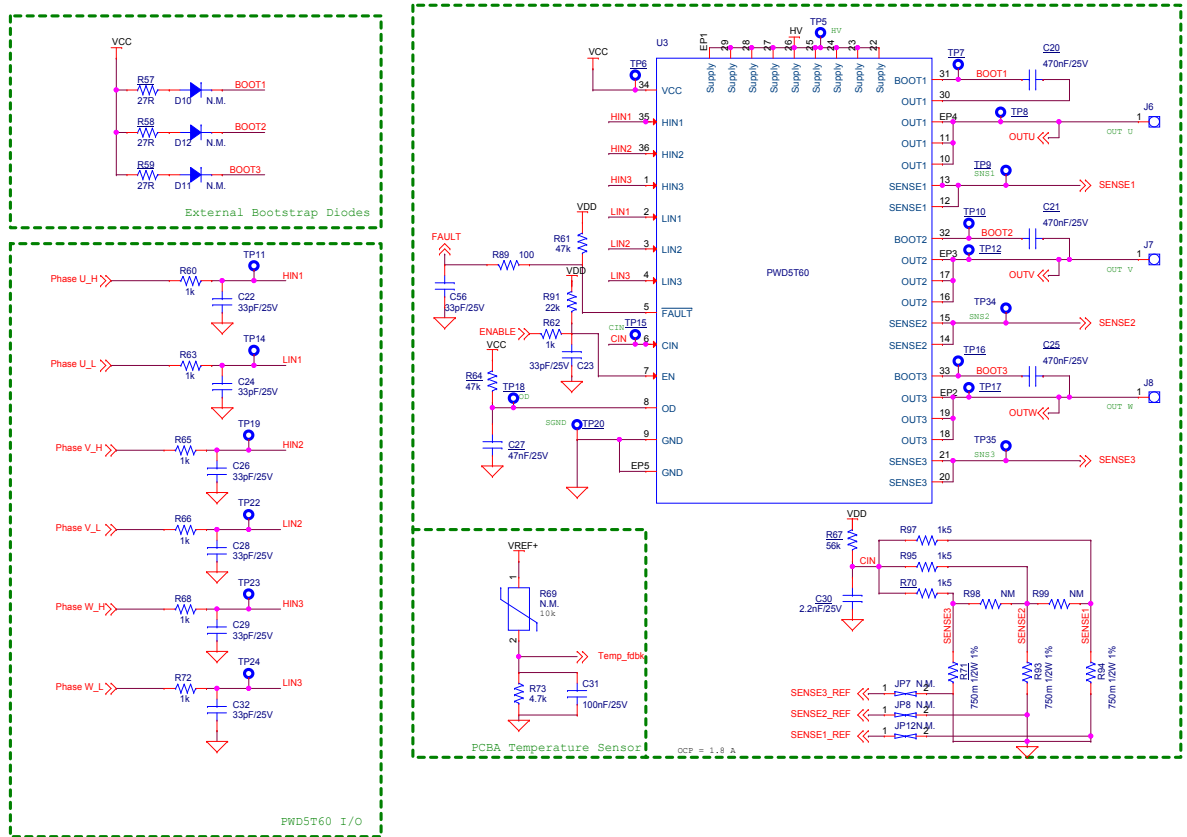 VCC
R57
27R
D10
N.M.
BOOT1
R58
27R
D12
N.M.
BOOT2
R59
27R
D11
N.M.
BOOT3
External Bootstrap Diodes
Phase U_H
R60
1k
TP11
HIN1
C22
33pF/25V
Phase U_L
R63
1k
TP14
LIN1
C24
33pF/25V
Phase V_H
R65
1k
TP19
HIN2
C26
33pF/25V
Phase V_L
R66
1k
TP22
LIN2
C28
33pF/25V
Phase W_H
R68
1k
TP23
HIN3
C29
33pF/25V
Phase W_L
R72
1k
TP24
LIN3
C32
33pF/25V
PWD5T60 I/O
U3
EP1
29
28
27
HV
26
TP5
HV
25
24
23
22
Supply
Supply
Supply
Supply
Supply
Supply
Supply
Supply
Supply
VCC
TP6
34
VCC
HIN1
35
HIN1
HIN2
36
HIN2
HIN3
1
HIN3
LIN1
2
LIN1
LIN2
3
LIN2
LIN3
4
LIN3
5
FAULT
CIN
TP15
CIN
6
CIN
7
EN
8
OD
9
GND
EP5
GND
PWD5T60
FAULT
R89
100
C56
33pF/25V
VDD
R61
47k
VDD
R91
22k
ENABLE
R62
1k
33pF/25V
C23
VCC
R64
47k
TP18
OD
C27
47nF/25V
SGND
TP20
BOOT1
31
TP7
BOOT1
C20
470nF/25V
OUT1
30
OUT1
EP4
TP8
OUTU
J6
1
OUT U
OUT1
11
OUT1
10
SENSE1
13
TP9
SNS1
SENSE1
SENSE1
12
BOOT2
32
TP10
BOOT2
C21
470nF/25V
OUT2
EP3
TP12
OUTV
J7
1
OUT V
OUT2
17
OUT2
16
SENSE2
15
TP34
SNS2
SENSE2
SENSE2
14
BOOT3
33
TP16
BOOT3
C25
470nF/25V
OUT3
EP2
TP17
OUTW
J8
1
OUT W
OUT3
19
OUT3
18
SENSE3
21
TP35
SNS3
SENSE3
SENSE3
20
VREF+
1
R69
N.M.
10k
2
Temp_fdbk
R73
4.7k
C31
100nF/25V
PCBA Temperature Sensor
VDD
R67
56k
CIN
C30
2.2nF/25V
R97
1k5
R95
1k5
R70
1k5
R98
NM
R99
NM
SENSE3
SENSE2
SENSE1
R71
750m 1/2W 1%
R93
750m 1/2W 1%
R94
750m 1/2W 1%
SENSE3_REF
1
JP7
N.M.
2
SENSE2_REF
1
JP8
N.M.
2
SENSE1_REF
1
JP12
N.M.
2
OCP = 1.8 A